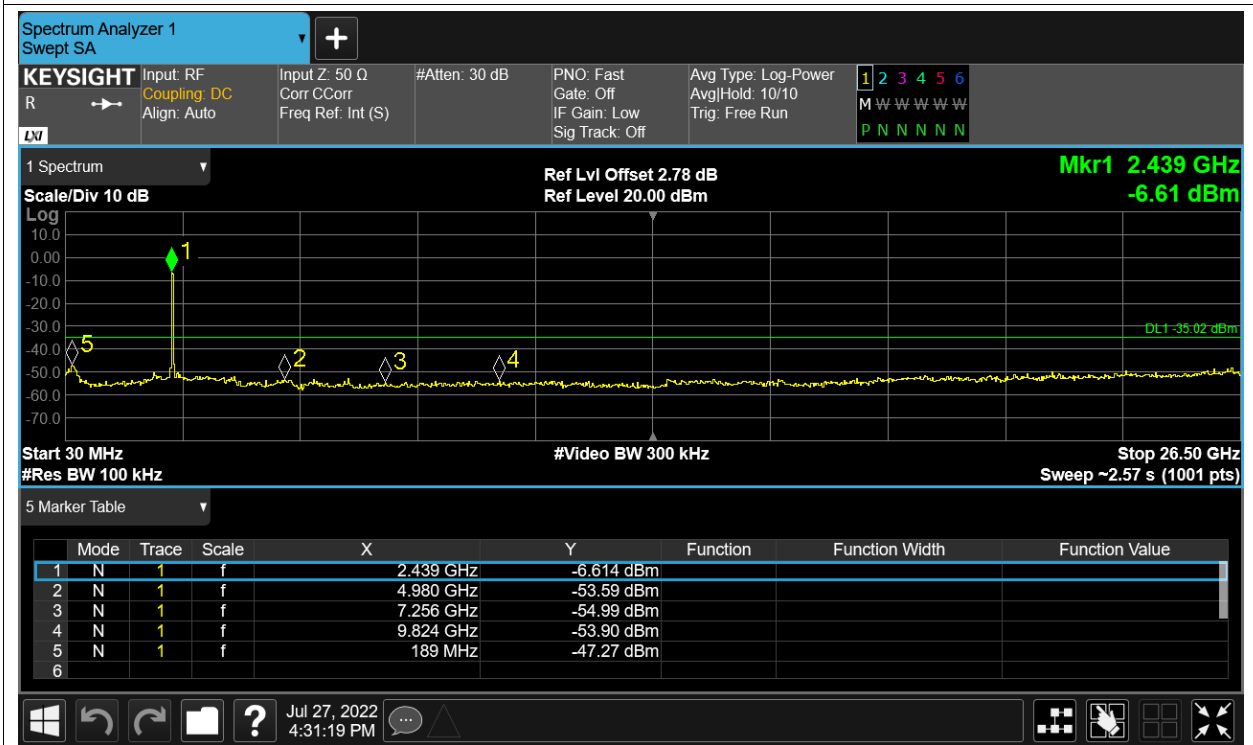 Spectrum Analyzer 1
Swept SA
+
KEYSIGHT
R
LXI
Input: RF
Coupling: DC
Align: Auto
Input Z: 50 Ω
Corr CCorr
Freq Ref: Int (S)
#Atten: 30 dB
PNO: Fast
Gate: Off
IF Gain: Low
Sig Track: Off
Avg Type: Log-Power
Avg|Hold: 10/10
Trig: Free Run
1 2 3 4 5 6
M W W W W W
P N N N N N
1 Spectrum
Scale/Div 10 dB
Ref Lvl Offset 2.78 dB
Ref Level 20.00 dBm
Mkr1 2.439 GHz
-6.61 dBm
Log
10.0
0.00
-10.0
-20.0
-30.0
-40.0
-50.0
-60.0
-70.0
1
DL1 -35.02 dBm
5
2
3
4
Start 30 MHz
#Video BW 300 kHz
Stop 26.50 GHz
#Res BW 100 kHz
Sweep ~2.57 s (1001 pts)
5 Marker Table
Mode Trace Scale X Y Function Function Width Function Value
1 N 1 f 2.439 GHz -6.614 dBm
2 N 1 f 4.980 GHz -53.59 dBm
3 N 1 f 7.256 GHz -54.99 dBm
4 N 1 f 9.824 GHz -53.90 dBm
5 N 1 f 189 MHz -47.27 dBm
6
?
Jul 27, 2022
4:31:19 PM